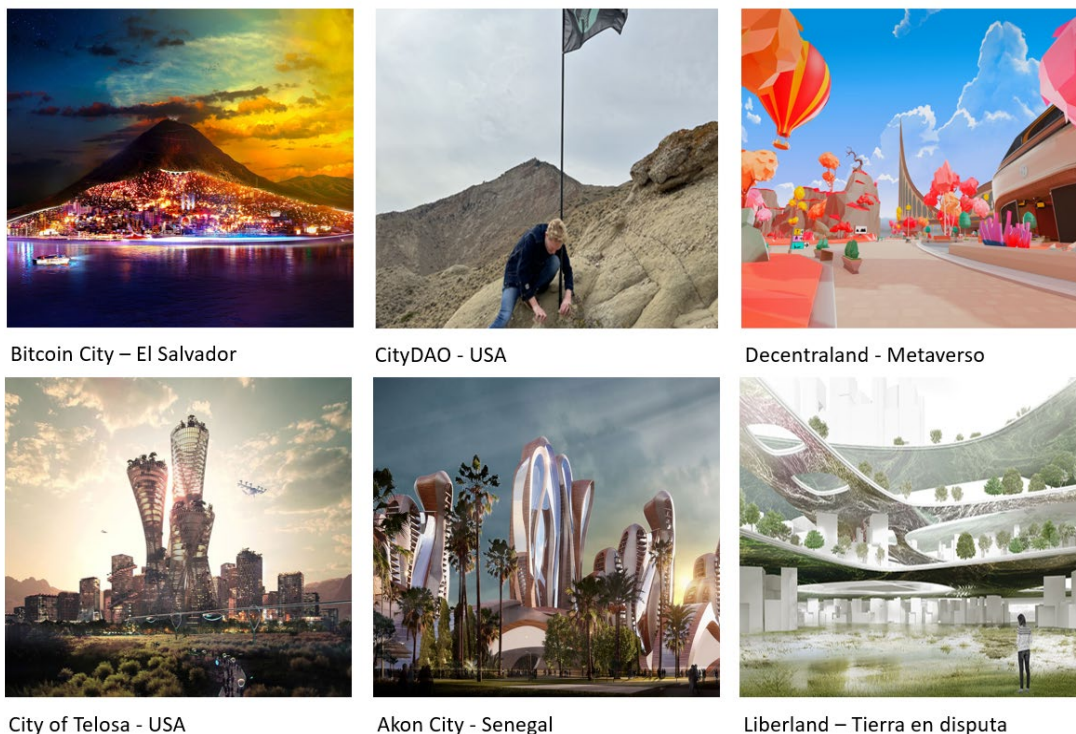 Bitcoin City – El Salvador
CityDAO - USA
Decentraland - Metaverso
City of Telosa - USA
Akon City - Senegal
Liberland – Tierra en disputa